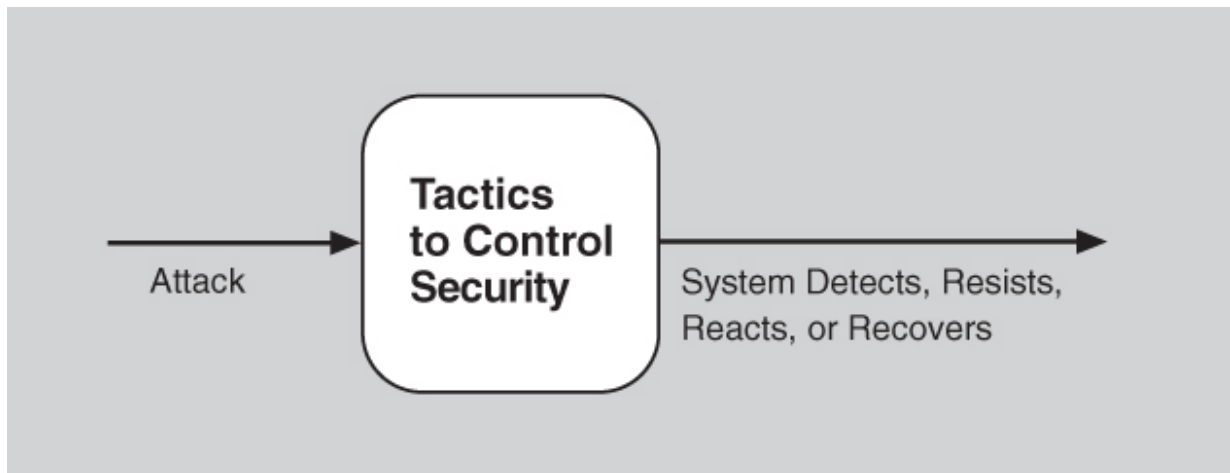 Tactics
to Control
Security
Attack
System Detects, Resists,
Reacts, or Recovers